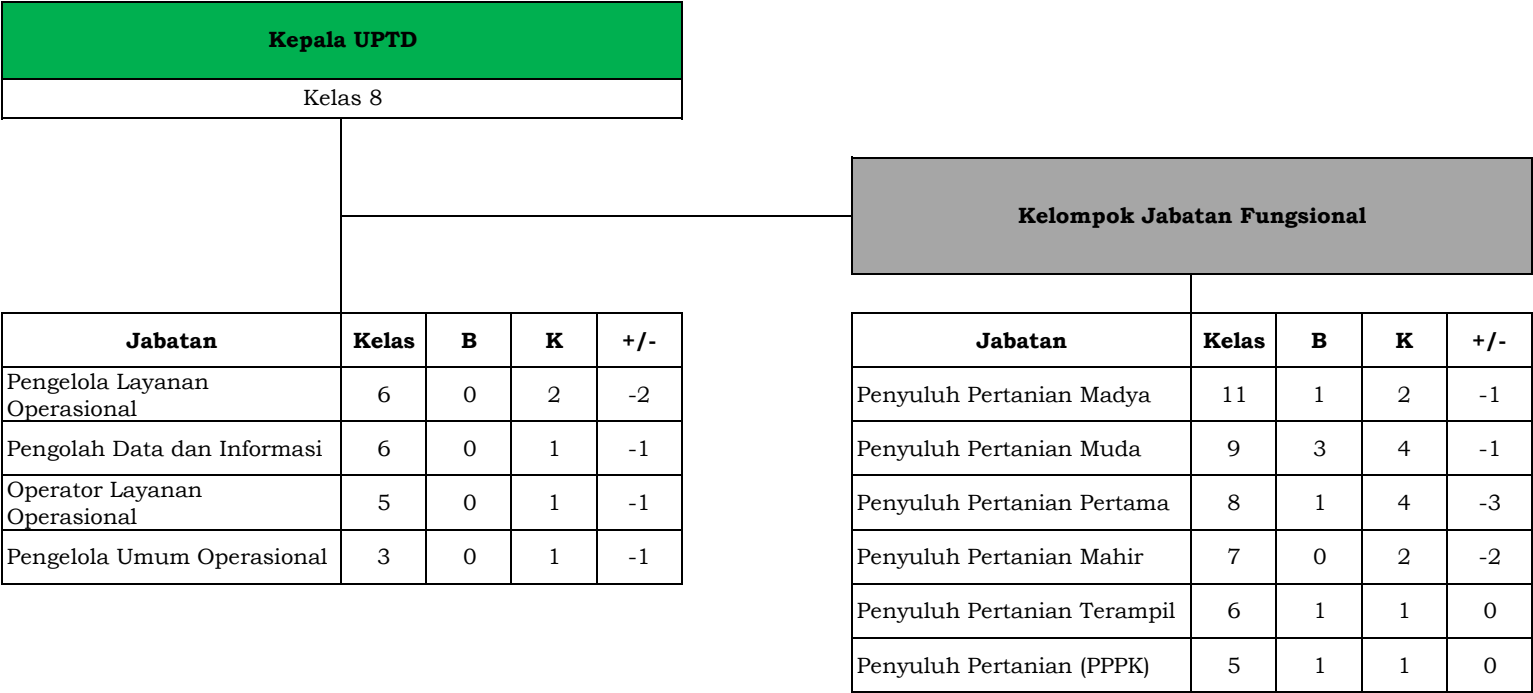 Kepala UPTD
Kelas 8
Kelompok Jabatan Fungsional
Jabatan Kelas B K +/-
Pengelola Layanan
Operasional 6 0 2 -2
Pengolah Data dan Informasi 6 0 1 -1
Operator Layanan
Operasional 5 0 1 -1
Pengelola Umum Operasional 3 0 1 -1
Jabatan Kelas B K +/-
Penyuluh Pertanian Madya 11 1 2 -1
Penyuluh Pertanian Muda 9 3 4 -1
Penyuluh Pertanian Pertama 8 1 4 -3
Penyuluh Pertanian Mahir 7 0 2 -2
Penyuluh Pertanian Terampil 6 1 1 0
Penyuluh Pertanian (PPPK) 5 1 1 0